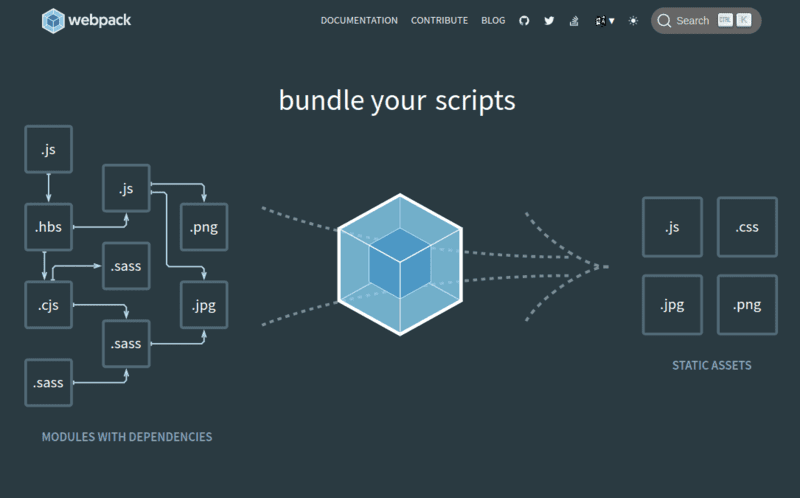 webpack
DOCUMENTATION CONTRIBUTE BLOG Search CTRL K
bundle your scripts
.js
.js
.hbs
.png
.sass
.cjs
.jpg
.sass
.sass
MODULES WITH DEPENDENCIES
.js .css
.jpg .png
STATIC ASSETS